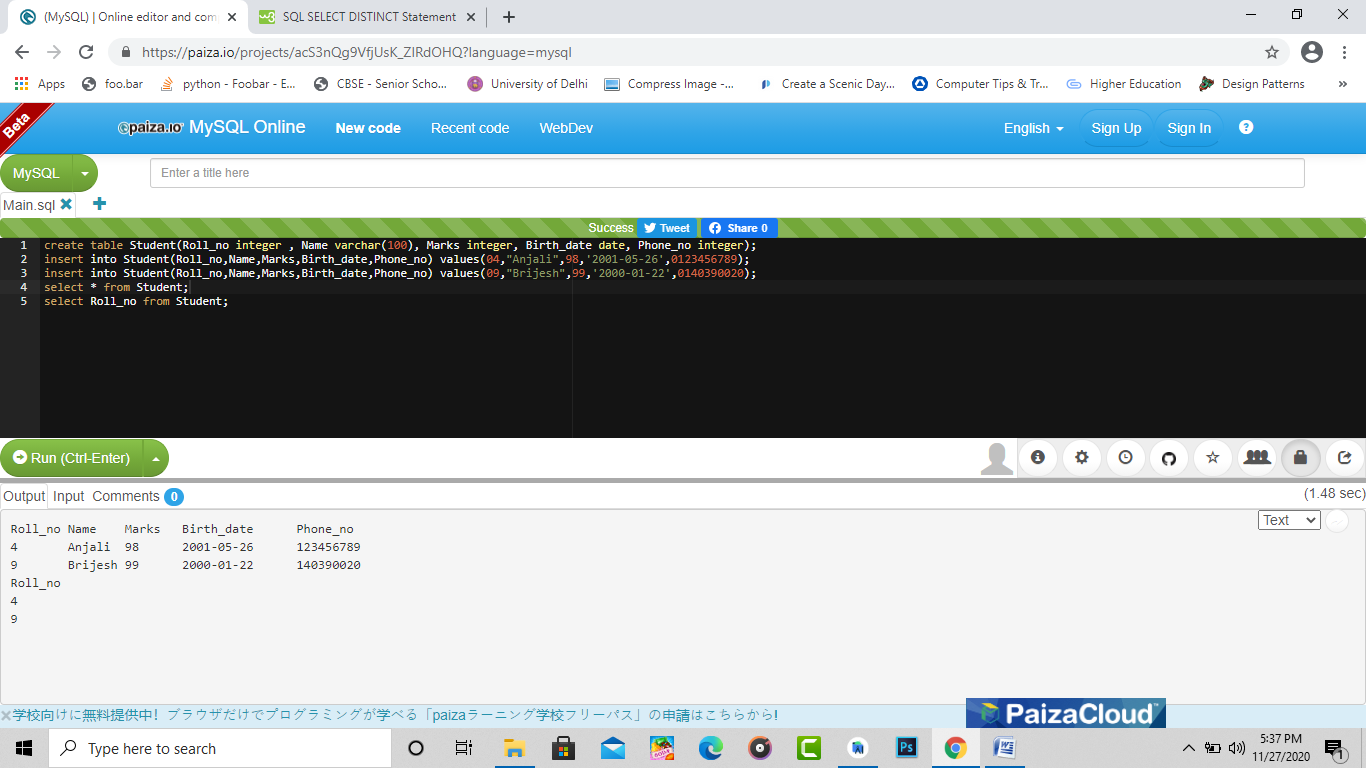 (MySQL) | Online editor and com
SQL SELECT DISTINCT Statement
https://paiza.io/projects/acS3nQg9VfjUsK_ZIRdOHQ?language=mysql
Apps foo.bar python - Foobar - E... CBSE - Senior Scho... University of Delhi Compress Image -... Create a Scenic Day... Computer Tips & Tr... Higher Education Design Patterns »
Beta
paiza.io MySQL Online New code Recent code WebDev English Sign Up Sign In ?
MySQL Enter a title here
Main.sql
Success Tweet Share 0
1 create table Student(Roll_no integer , Name varchar(100), Marks integer, Birth_date date, Phone_no integer);
2 insert into Student(Roll_no,Name,Marks,Birth_date,Phone_no) values(04,"Anjali",98,'2001-05-26',0123456789);
3 insert into Student(Roll_no,Name,Marks,Birth_date,Phone_no) values(09,"Brijesh",99,'2000-01-22',0140390020);
4 select * from Student;
5 select Roll_no from Student;
Run (Ctrl-Enter)
Output Input Comments 0 (1.48 sec)
Text
Roll_no Name Marks Birth_date Phone_no
4 Anjali 98 2001-05-26 123456789
9 Brijesh 99 2000-01-22 140390020
Roll_no
4
9
学校向けに無料提供中! ブラウザだけでプログラミングが学べる「paizaラーニング学校フリーパス」の申請はこちらから!
PaizaCloud™
Type here to search
Ps
5:37 PM
11/27/2020
1